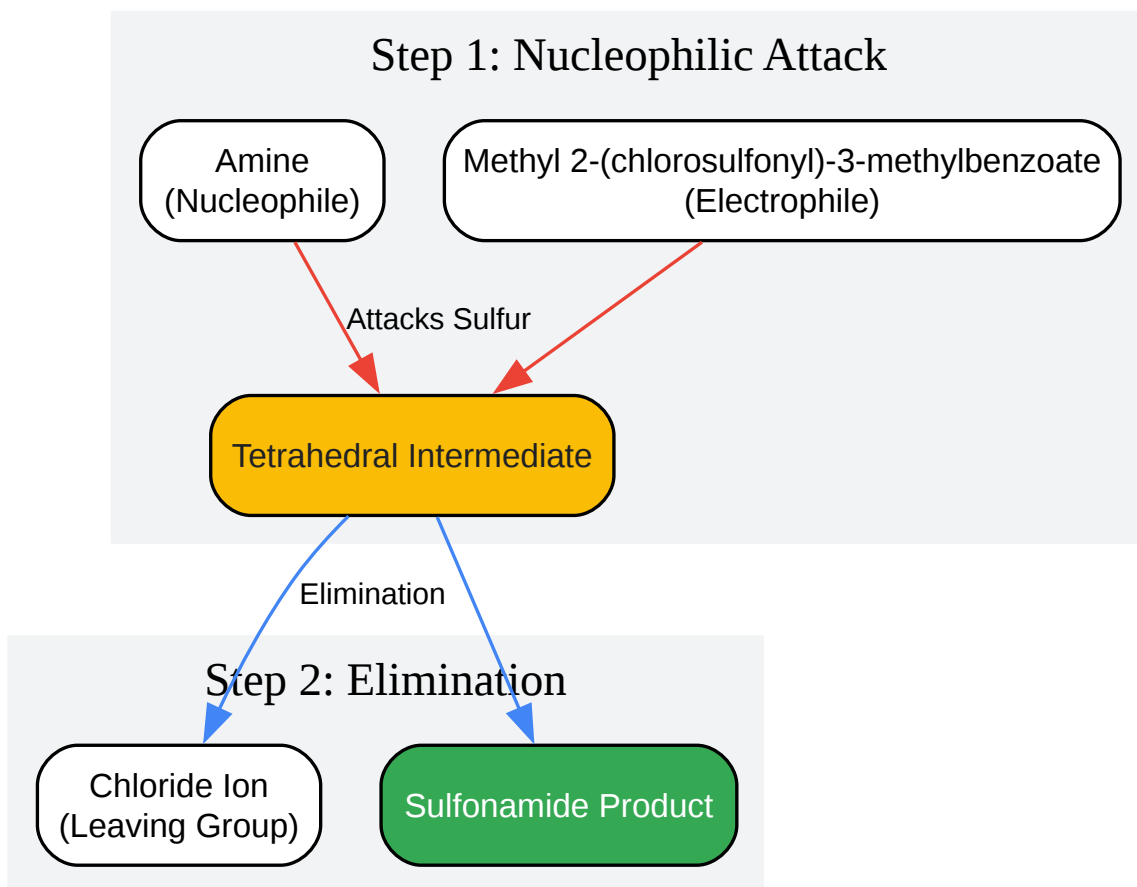 Step 1: Nucleophilic Attack
Amine
(Nucleophile)
Methyl 2-(chlorosulfonyl)-3-methylbenzoate
(Electrophile)
Attacks Sulfur
Tetrahedral Intermediate
Elimination
Step 2: Elimination
Chloride Ion
(Leaving Group)
Sulfonamide Product